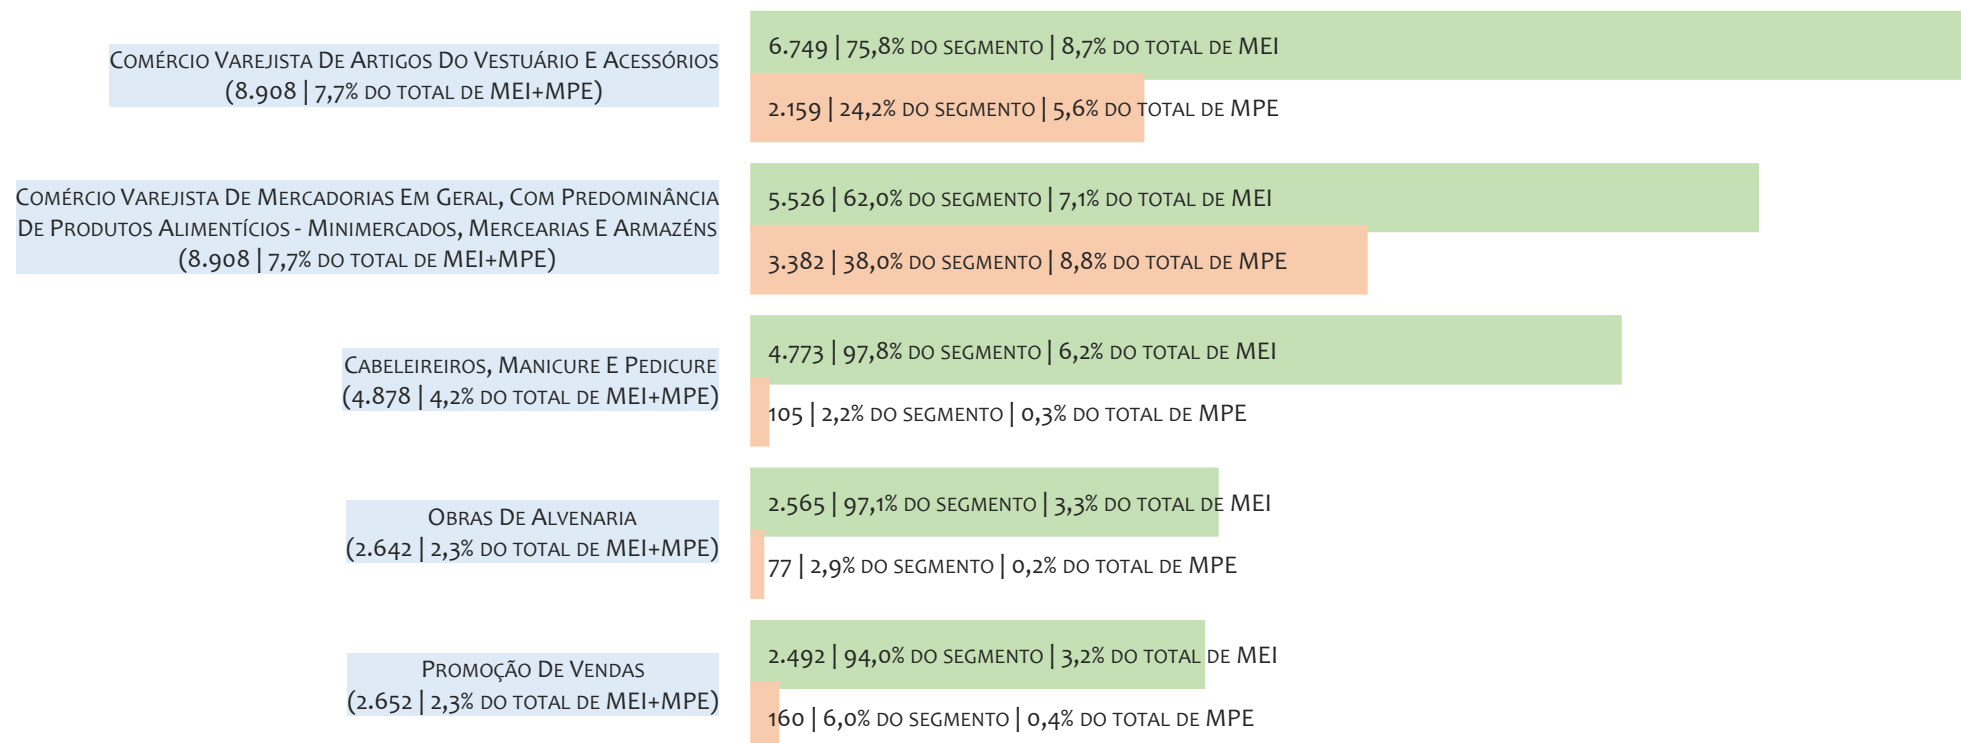 Comércio Varejista De Artigos Do Vestuário E Acessórios
(8.908 | 7,7% do total de MEI+MPE)
6.749 | 75,8% do segmento | 8,7% do total de MEI
2.159 | 24,2% do segmento | 5,6% do total de MPE
Comércio Varejista De Mercadorias Em Geral, Com Predominância
De Produtos Alimentícios - Minimercados, Mercearias E Armazéns
(8.908 | 7,7% do total de MEI+MPE)
5.526 | 62,0% do segmento | 7,1% do total de MEI
3.382 | 38,0% do segmento | 8,8% do total de MPE
Cabeleireiros, Manicure E Pedicure
(4.878 | 4,2% do total de MEI+MPE)
4.773 | 97,8% do segmento | 6,2% do total de MEI
105 | 2,2% do segmento | 0,3% do total de MPE
Obras De Alvenaria
(2.642 | 2,3% do total de MEI+MPE)
2.565 | 97,1% do segmento | 3,3% do total de MEI
77 | 2,9% do segmento | 0,2% do total de MPE
Promoção De Vendas
(2.652 | 2,3% do total de MEI+MPE)
2.492 | 94,0% do segmento | 3,2% do total de MEI
160 | 6,0% do segmento | 0,4% do total de MPE